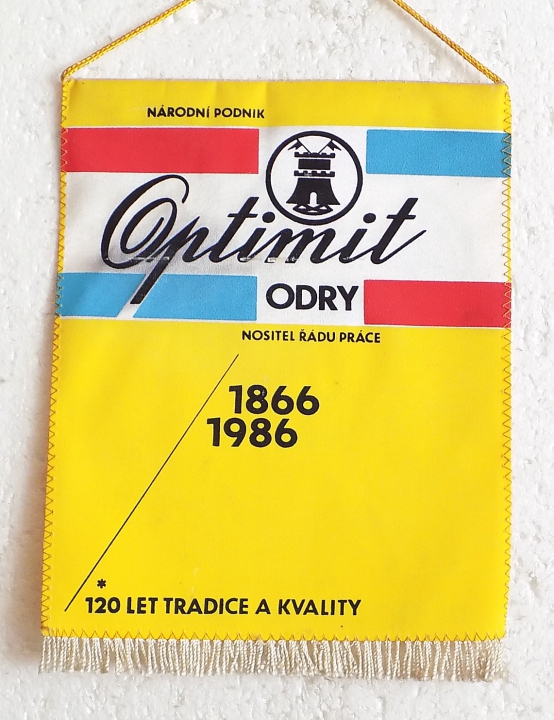 NÁRODNÍ PODNIK
Optimit
ODRY
NOSITEL ŘÁDU PRÁCE
1866
1986
*
120 LET TRADICE A KVALITY